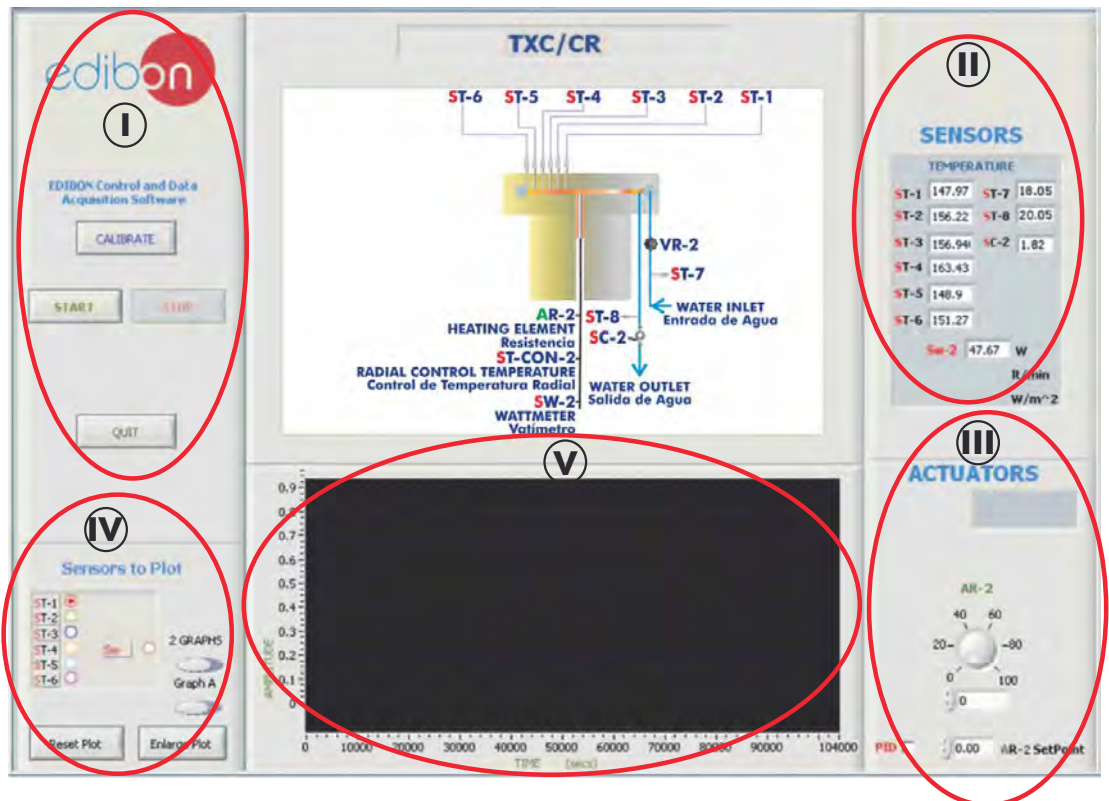 edibon
I
EDIBON Control and Data
Acquisition Software
CALIBRATE
START STOP
QUIT
IV
Sensors to Plot
ST-1
ST-2
ST-3
ST-4
ST-5
ST-6
2 GRAPHS
Graph A
Reset Plot Enlarge Plot
TXC/CR
ST-6 ST-5 ST-4 ST-3 ST-2 ST-1
VR-2
ST-7
WATER INLET
Entrada de Agua
AR-2
HEATING ELEMENT
Resistencia
ST-CON-2
RADIAL CONTROL TEMPERATURE
Control de Temperatura Radial
SW-2
WATTMETER
Vatímetro
ST-8
SC-2
WATER OUTLET
Salida de Agua
V
0.9
0.7
0.6
0.5
0.4
0.3
0.2
0.1
0
AMPLITUDE
0 10000 20000 30000 40000 50000 60000 70000 80000 90000 104000
TIME [secs]
II
SENSORS
TEMPERATURE
ST-1 147.97 ST-7 18.05
ST-2 156.22 ST-8 20.05
ST-3 156.94 SC-2 1.82
ST-4 163.43
ST-5 148.9
ST-6 151.27
Sw-2 47.67 W
W/m^2
III
ACTUATORS
AR-2
40 60
20 80
0 100
0
PID 0.00 AR-2 SetPoint